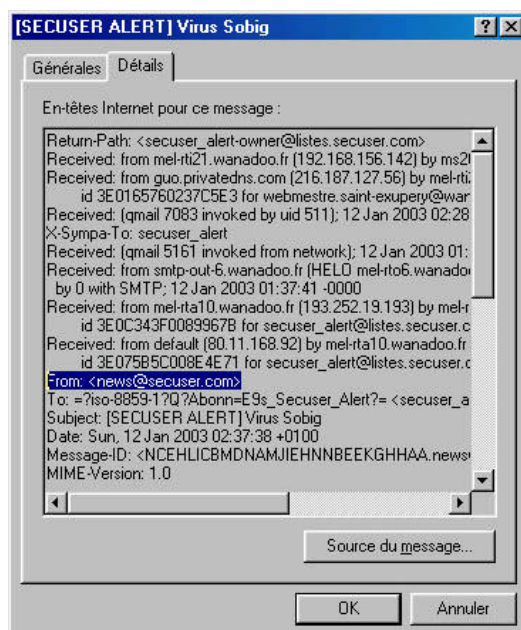 [SECUSER ALERT] Virus Sobig
Générales Détails
En-têtes Internet pour ce message :
Return-Path: <secuser_alert-owner@listes.secuser.com>
Received: from mel-rti21.wanadoo.fr (192.168.156.142) by ms2
Received: from guo.privatedns.com (216.187.127.56) by mel-rti
id 3E0165760237C5E3 for webmestre.saint-exupery@wan
Received: (qmail 7083 invoked by uid 511); 12 Jan 2003 02:28
X-Sympa-To: secuser_alert
Received: (qmail 5161 invoked from network); 12 Jan 2003 01:
Received: from smtp-out-6.wanadoo.fr (HELO mel-rto6.wanado
by 0 with SMTP; 12 Jan 2003 01:37:41 -0000
Received: from mel-rta10.wanadoo.fr (193.252.19.193) by mel-r
id 3E0C343F0089967B for secuser_alert@listes.secuser.c
Received: from default (80.11.168.92) by mel-rta10.wanadoo.fr
id 3E075B5C008E4E71 for secuser_alert@listes.secuser.c
From: <news@secuser.com>
To: =?iso-8859-1?Q?Abonn=E9s_Secuser_Alert?= <secuser_a
Subject: [SECUSER ALERT] Virus Sobig
Date: Sun, 12 Jan 2003 02:37:38 +0100
Message-ID: <NCEHLICBMDNAMJIEHNNBEEKGHHAA.news
MIME-Version: 1.0
Source du message...
OK Annuler